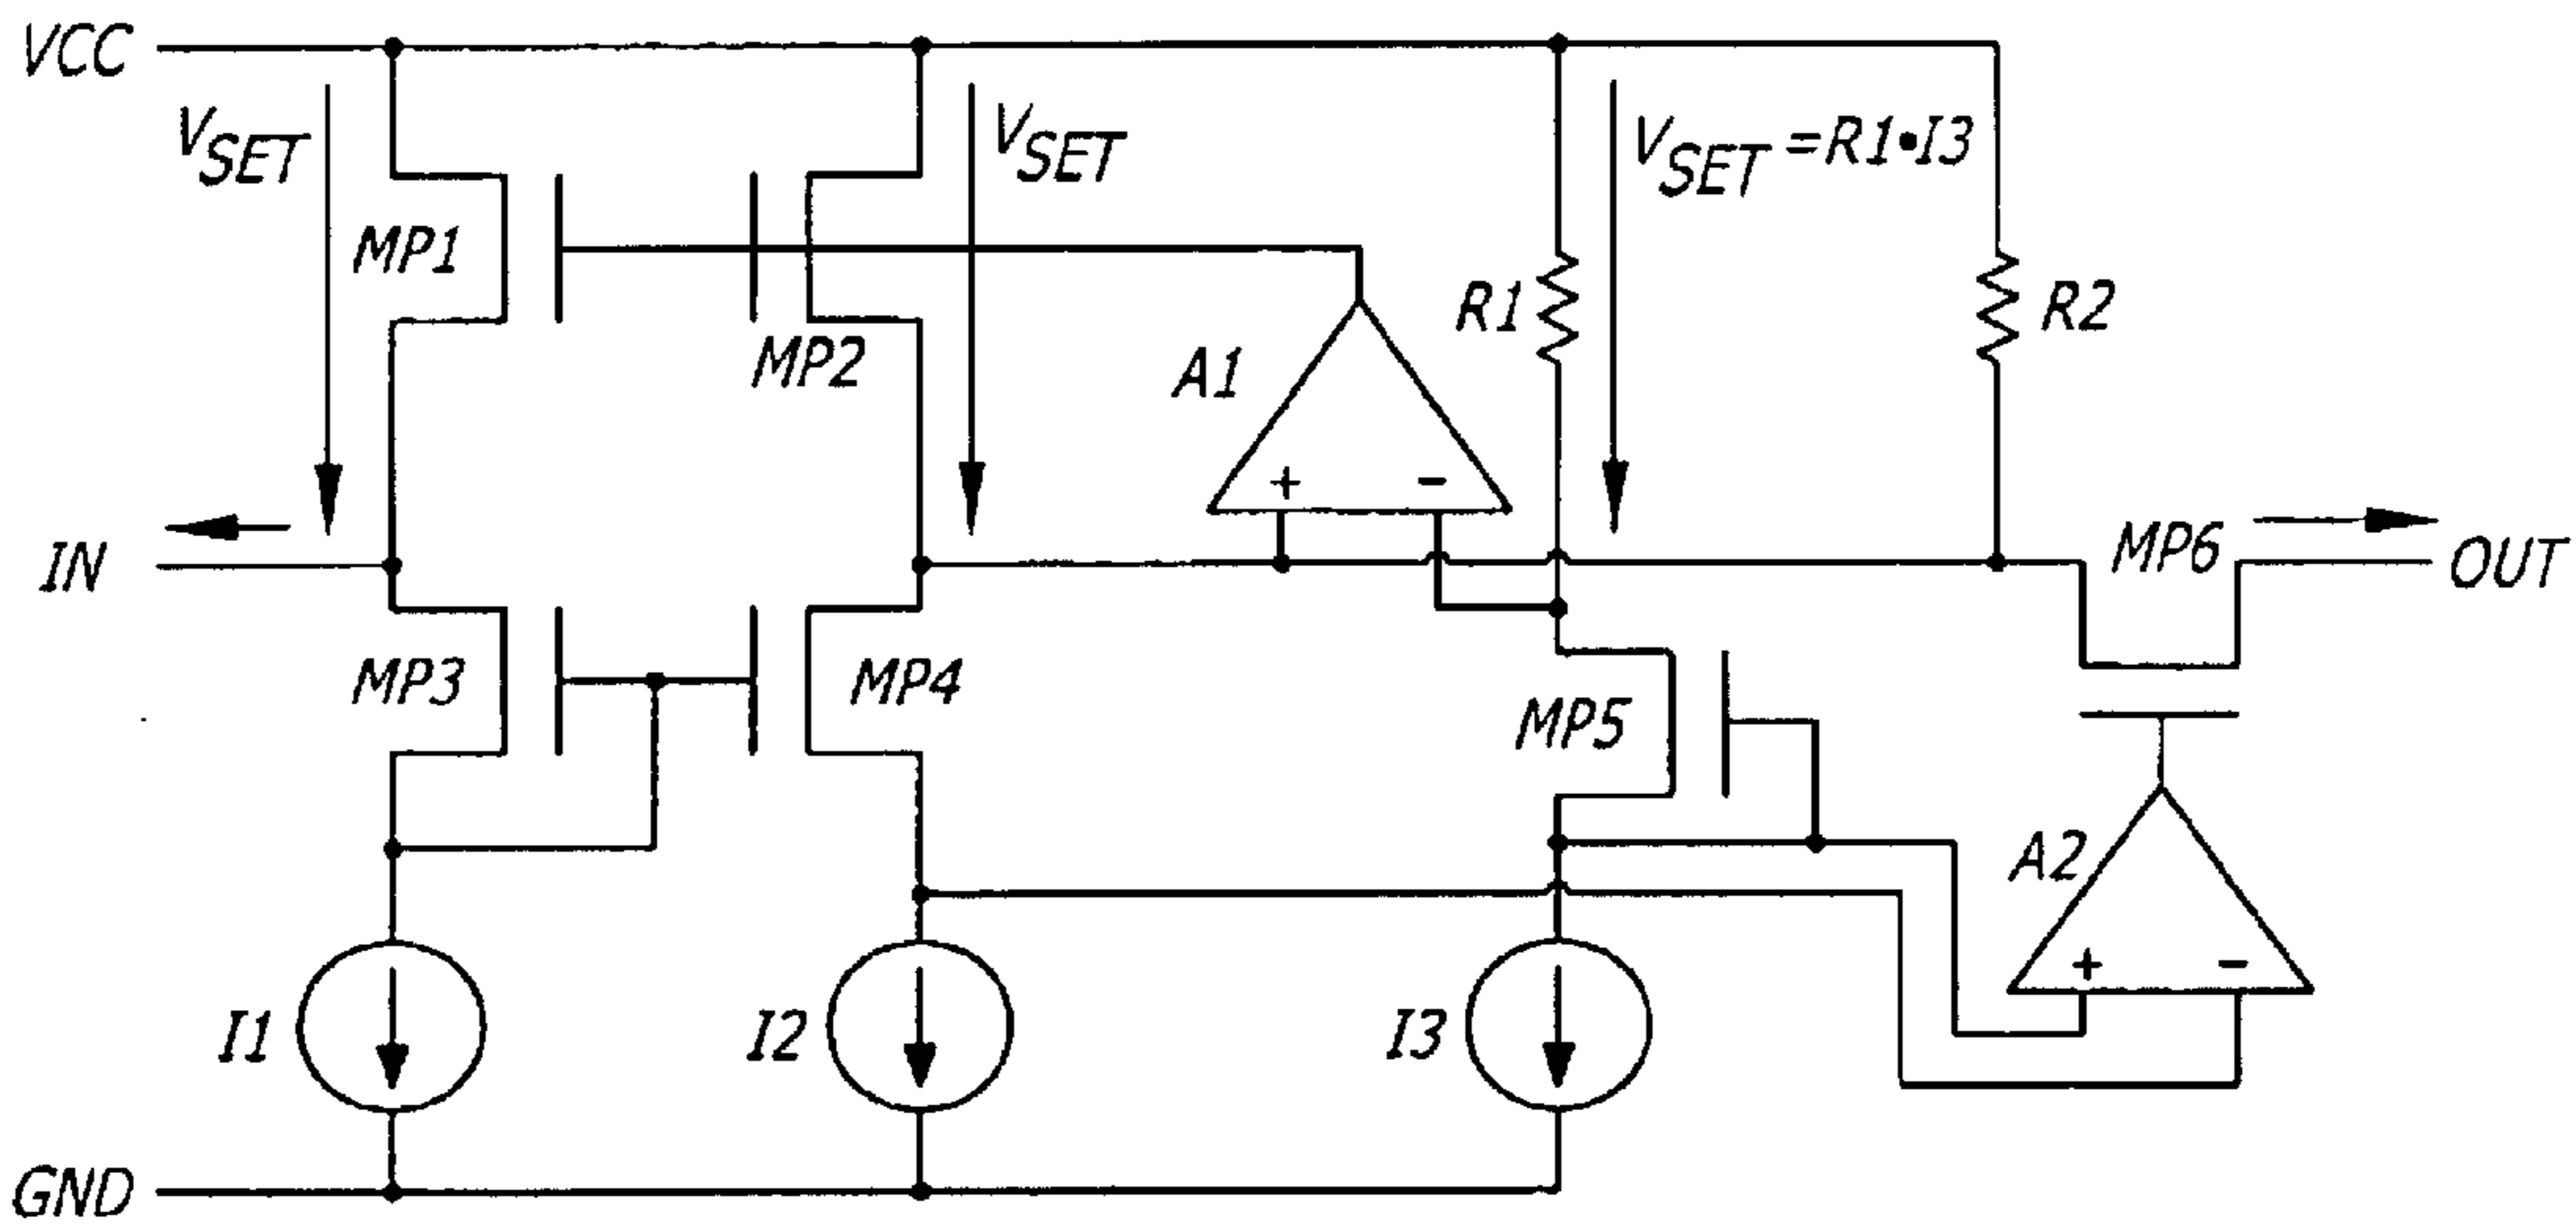 VCC
VSET
VSET
VSET=R1•I3
MP1
MP2
A1
R1
R2
+ -
IN
MP6
OUT
MP3
MP4
MP5
A2
+ -
I1
I2
I3
GND